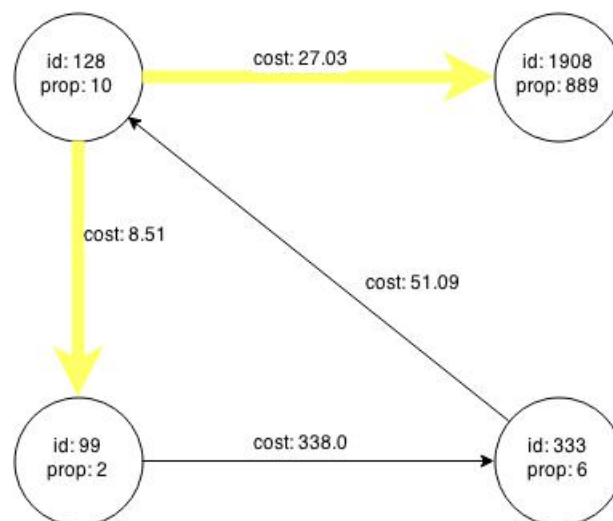 id: 128
prop: 10
cost: 27.03
id: 1908
prop: 889
cost: 8.51
cost: 51.09
id: 99
prop: 2
cost: 338.0
id: 333
prop: 6